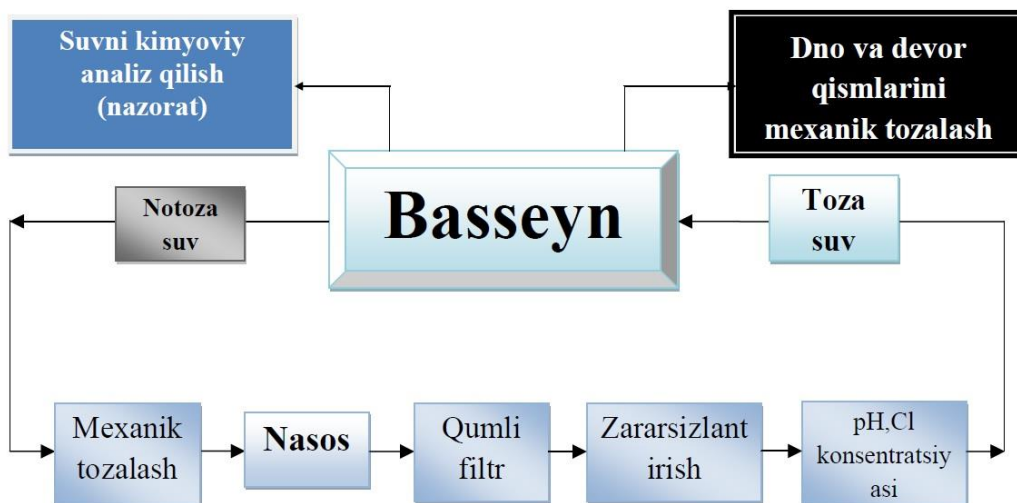 Suvni kimyoviy
analiz qilish
(nazorat)
Dno va devor
qismlarini
mexanik tozalash
Notoza
suv
Basseyn
Toza
suv
Mexanik
tozalash
Nasos
Qumli
filtr
Zararsizlant
irish
pH,Cl
konsentratsiy
asi